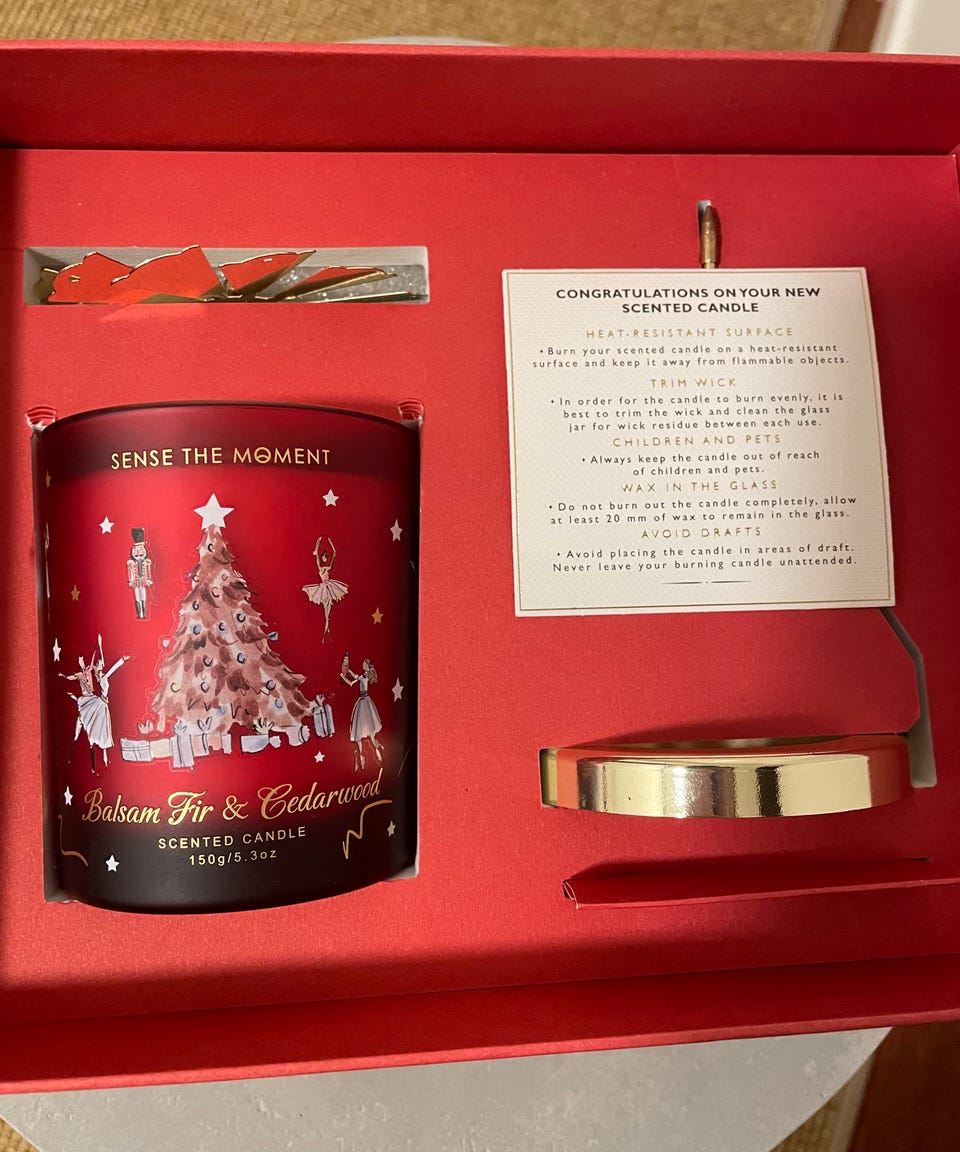 SENSE THE MOMENT
Balsam Fir & Cedarwood
SCENTED CANDLE
150g/5.3oz
CONGRATULATIONS ON YOUR NEW
SCENTED CANDLE
HEAT-RESISTANT SURFACE
• Burn your scented candle on a heat-resistant
surface and keep it away from flammable objects.
TRIM WICK
• In order for the candle to burn evenly, it is
best to trim the wick and clean the glass
jar for wick residue between each use.
CHILDREN AND PETS
• Always keep the candle out of reach
of children and pets.
WAX IN THE GLASS
• Do not burn out the candle completely, allow
at least 20 mm of wax to remain in the glass.
AVOID DRAFTS
• Avoid placing the candle in areas of draft.
Never leave your burning candle unattended.